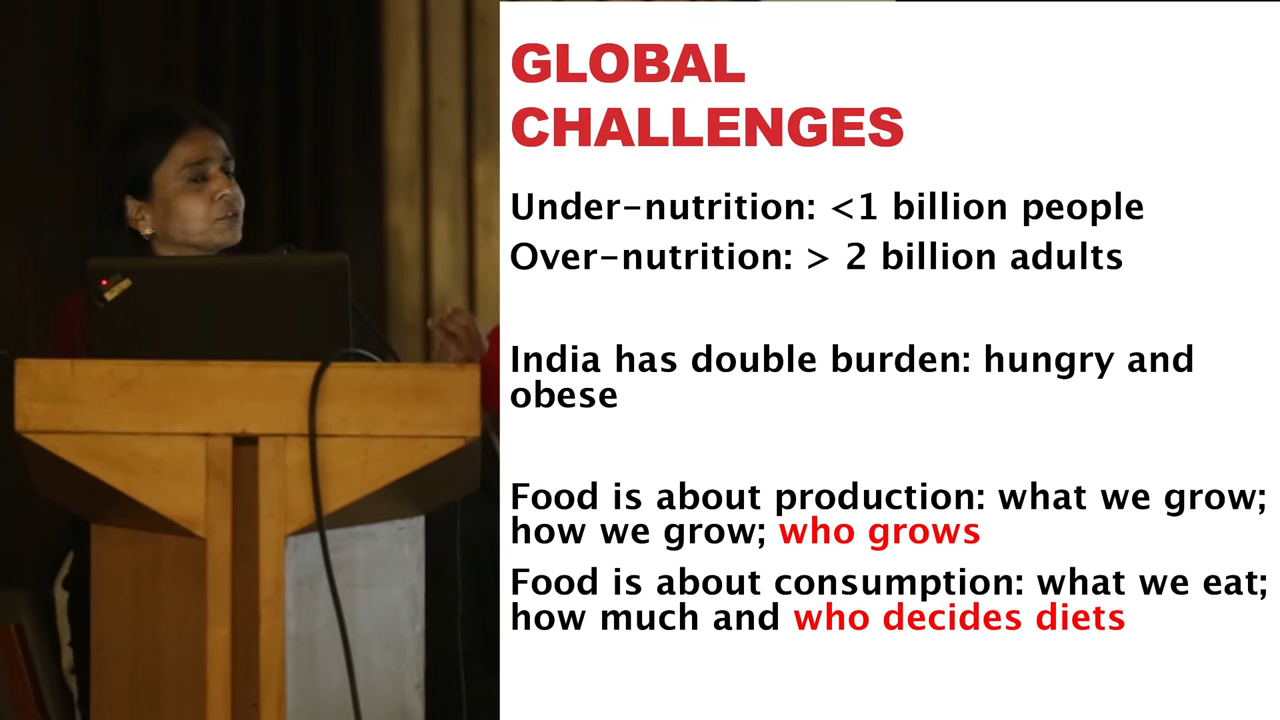 GLOBAL
CHALLENGES
Under-nutrition: <1 billion people
Over-nutrition: > 2 billion adults
India has double burden: hungry and
obese
Food is about production: what we grow;
how we grow; who grows
Food is about consumption: what we eat;
how much and who decides diets